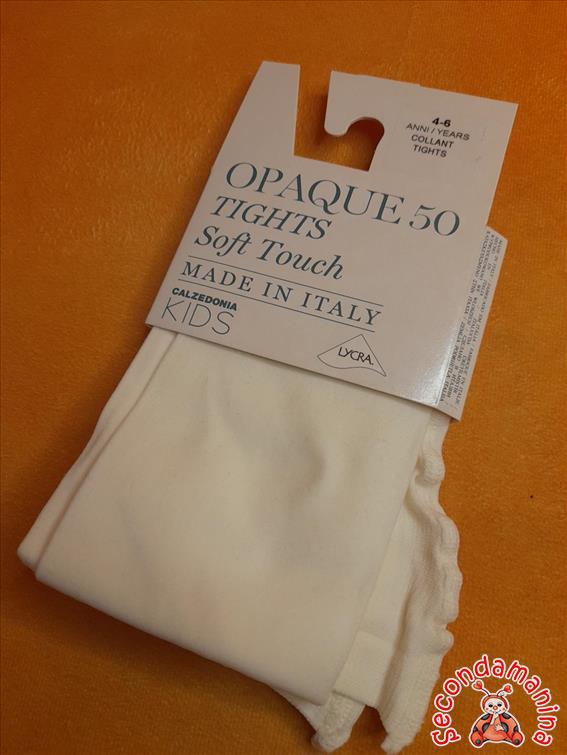 4-6
ANNI / YEARS
COLLANT
TIGHTS
OPAQUE 50
TIGHTS
Soft Touch
MADE IN ITALY
CALZEDONIA
KIDS
LYCRA.
Secondamanina